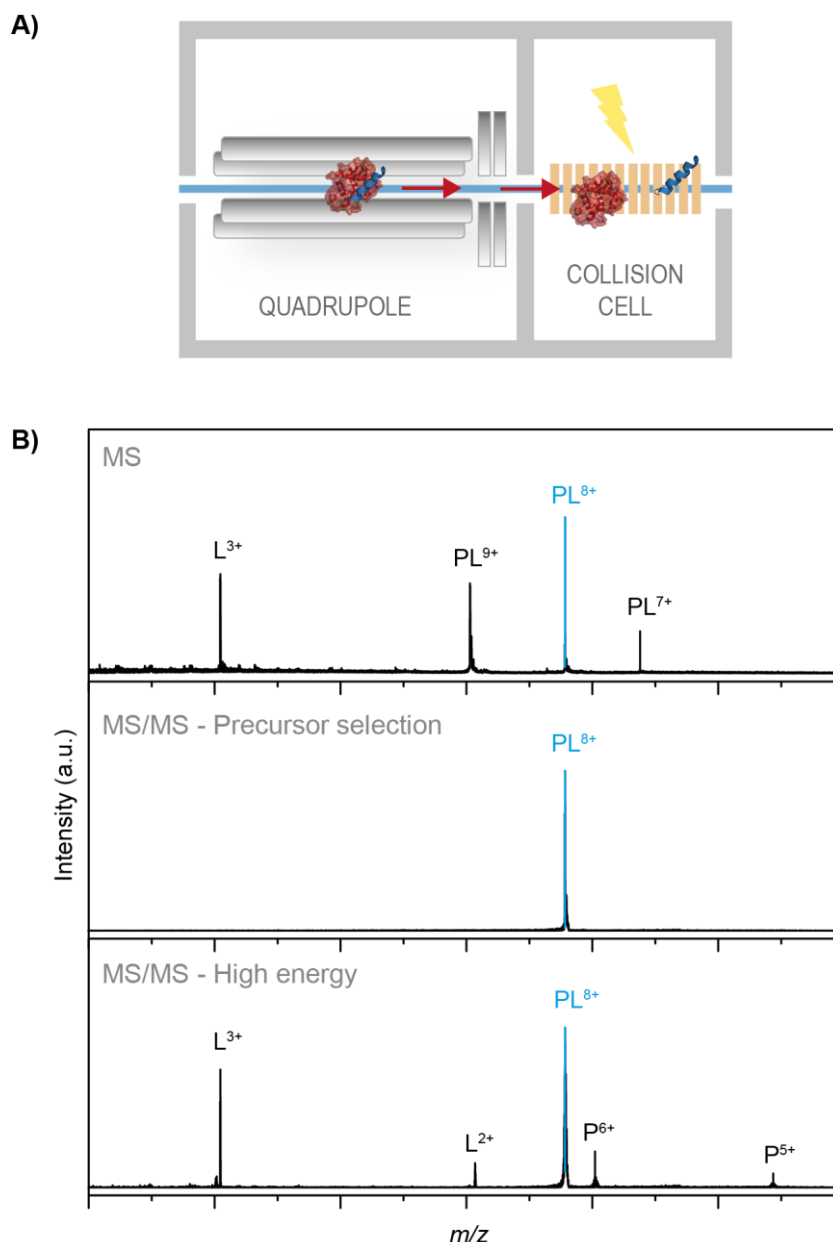 A)
QUADRUPOLE
COLLISION
CELL
B)
MS
L³⁺
PL⁹⁺
PL⁸⁺
PL⁷⁺
MS/MS - Precursor selection
PL⁸⁺
Intensity (a.u.)
MS/MS - High energy
L³⁺
L²⁺
PL⁸⁺
P⁶⁺
P⁵⁺
m/z